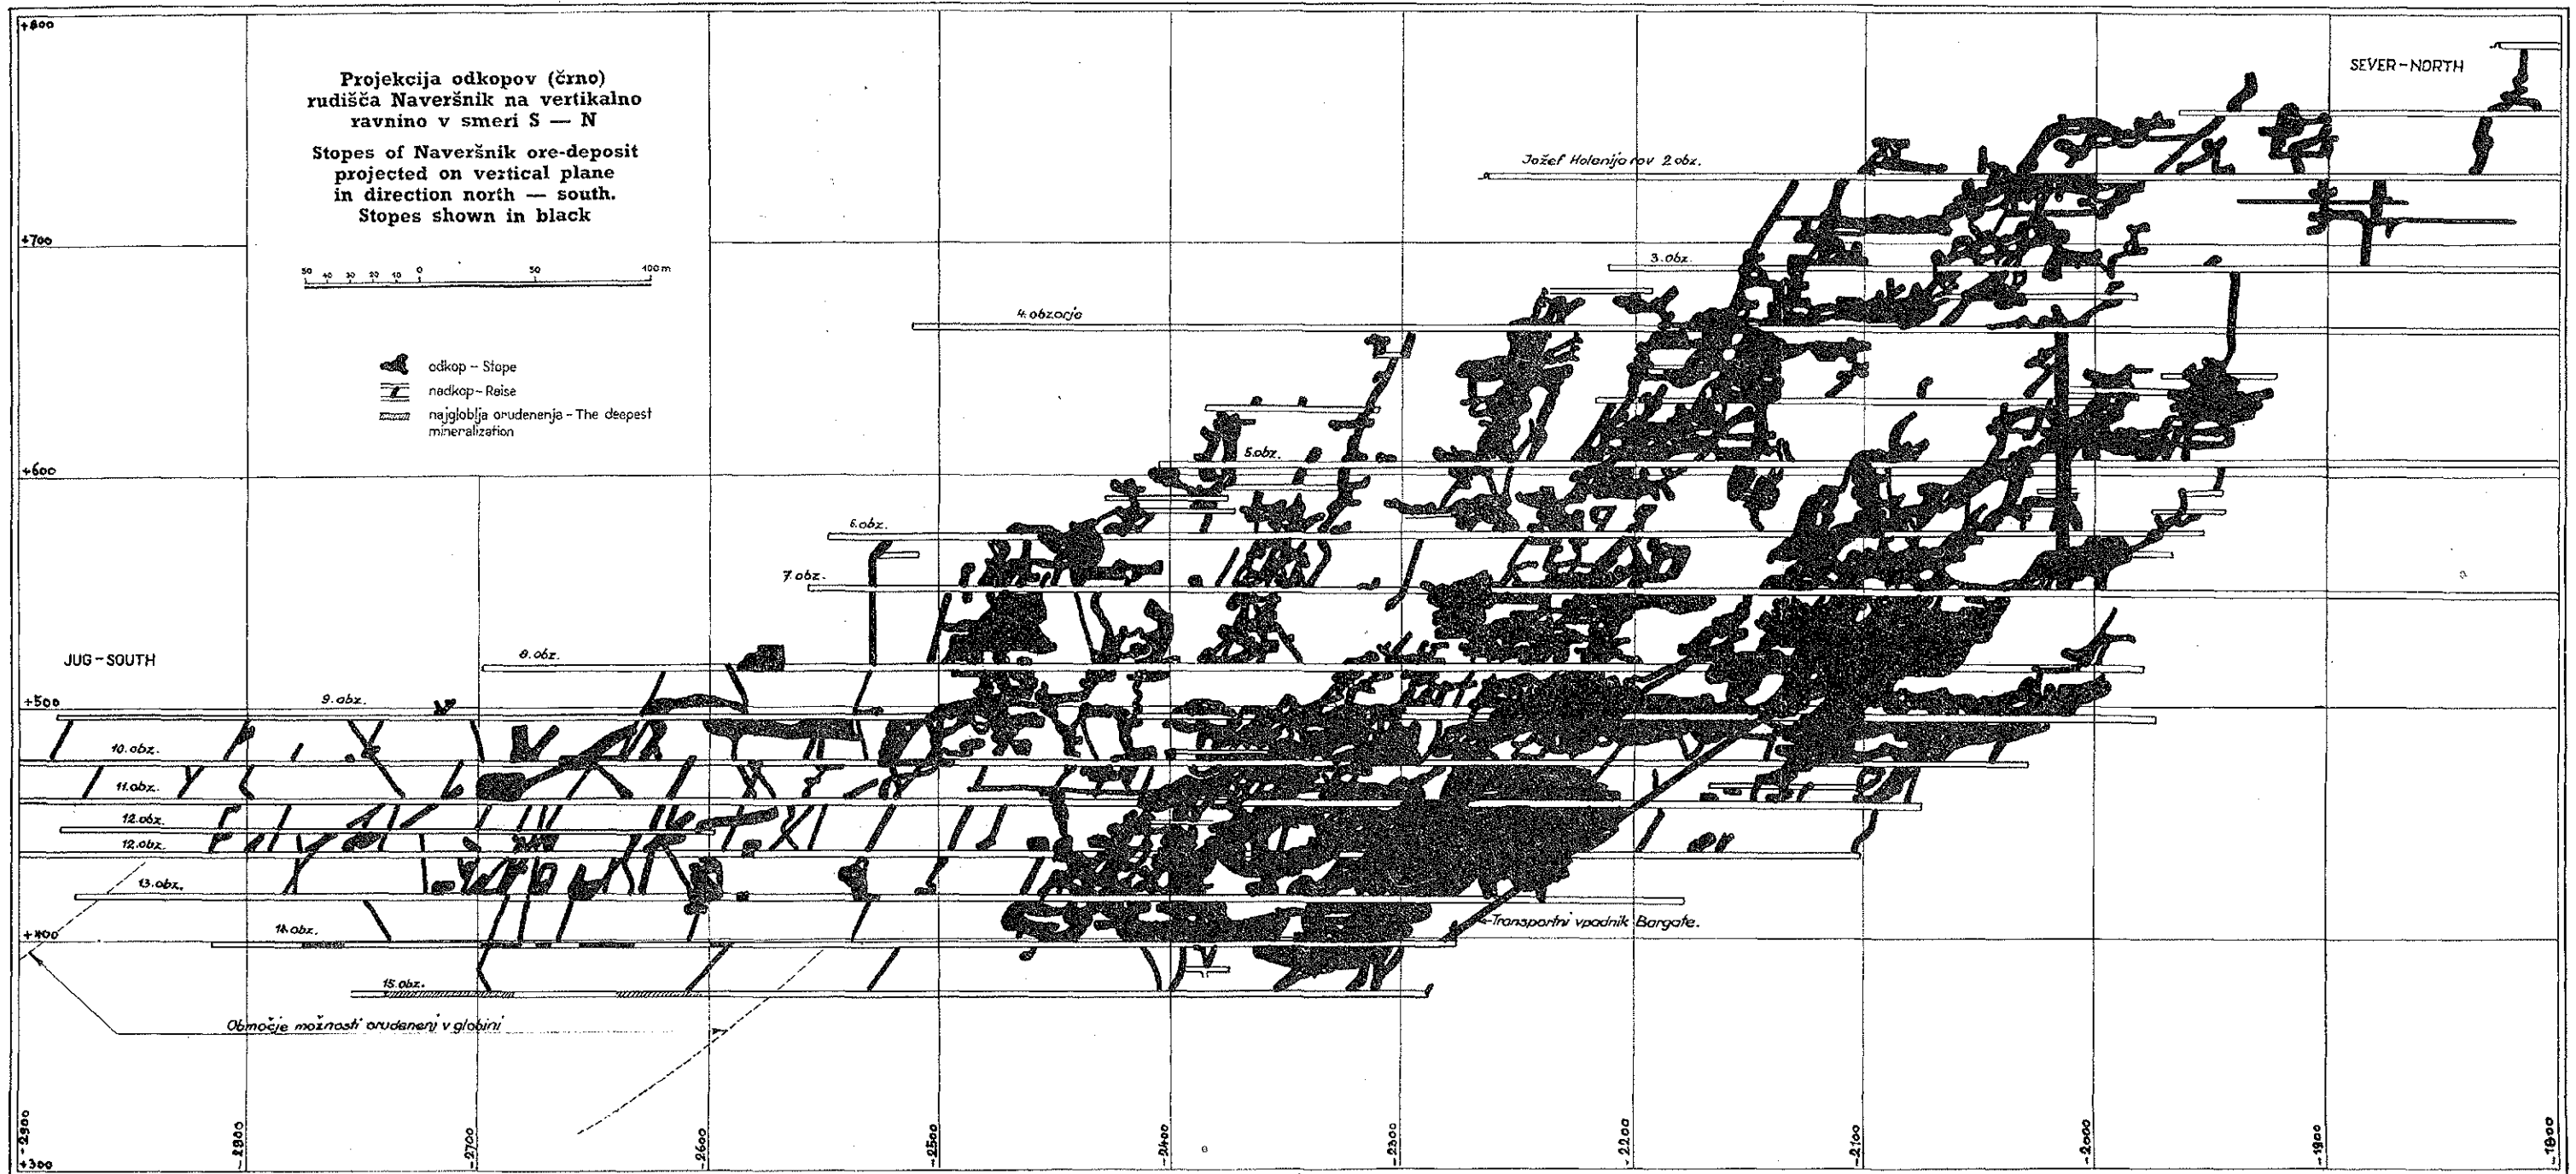 +800
Projekcija odkopov (črno)
rudišča Naveršnik na vertikalno
ravnino v smeri S — N
Stopes of Naveršnik ore-deposit
projected on vertical plane
in direction north — south.
Stopes shown in black
50 40 30 20 10 0 50 100 m
odkop - Stope
nadkop - Raise
najgloblja orudenenja - The deepest
mineralization
SEVER - NORTH
Jožef 2 obz.
+700
3. obz.
4. obzorje
5. obz.
+600
6. obz.
7. obz.
JUG - SOUTH
8. obz.
+500
9. obz.
10. obz.
11. obz.
12. obz.
12. obz.
13. obz.
Transportni vpadnik Bargate.
14. obz.
+400
15. obz.
Območje možnosti orudenenj v globini
-2900
-2800
-2700
-2600
-2500
-2400
-2300
-2200
-2100
-2000
-1900
-1800
+300